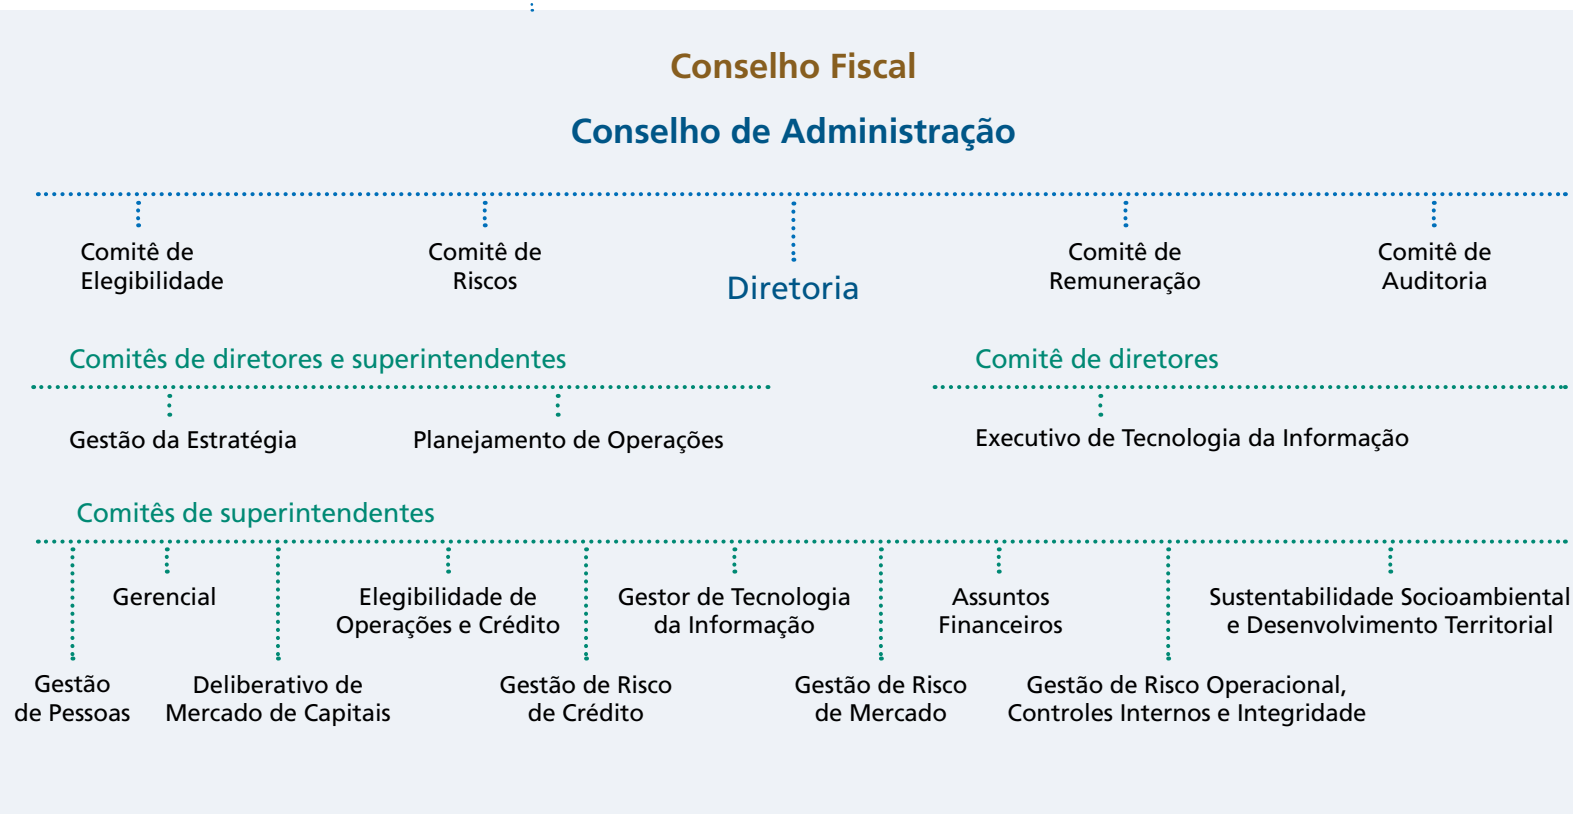 Conselho Fiscal
Conselho de Administração
Comitê de
Elegibilidade
Comitê de
Riscos
Diretoria
Comitê de
Remuneração
Comitê de
Auditoria
Comitês de diretores e superintendentes
Gestão da Estratégia
Planejamento de Operações
Comitê de diretores
Executivo de Tecnologia da Informação
Comitês de superintendentes
Gerencial
Elegibilidade de
Operações e Crédito
Gestor de Tecnologia
da Informação
Assuntos
Financeiros
Sustentabilidade Socioambiental
e Desenvolvimento Territorial
Gestão
de Pessoas
Deliberativo de
Mercado de Capitais
Gestão de Risco
de Crédito
Gestão de Risco
de Mercado
Gestão de Risco Operacional,
Controles Internos e Integridade